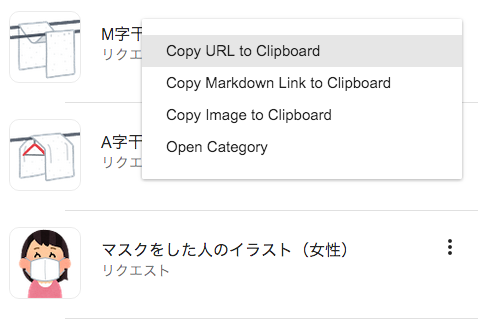 M字干
リクエ
Copy URL to Clipboard
Copy Markdown Link to Clipboard
Copy Image to Clipboard
Open Category
A字干
リクエ
マスクをした人のイラスト（女性）
リクエスト